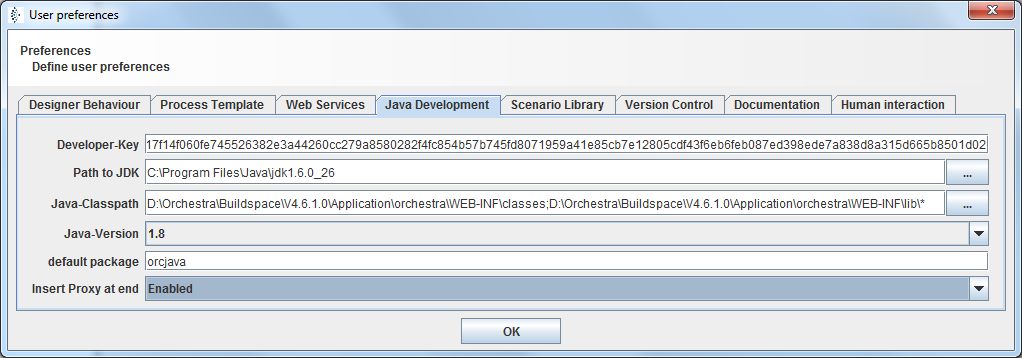 User preferences
Preferences
Define user preferences
Designer Behaviour Process Template Web Services Java Development Scenario Library Version Control Documentation Human interaction
Developer-Key 17f14f060fe745526382e3a44260cc279a8580282f4fc854b57b745fd8071959a41e85cb7e12805cdf43f6eb6feb087ed398ede7a838d8a315d665b8501d02
Path to JDK C:\Program Files\Java\jdk1.6.0_26 ...
Java-Classpath D:\Orchestra\Buildspace\V4.6.1.0\Application\orchestra\WEB-INF\classes;D:\Orchestra\Buildspace\V4.6.1.0\Application\orchestra\WEB-INF\lib\* ...
Java-Version 1.8
default package orcjava
Insert Proxy at end Enabled
OK